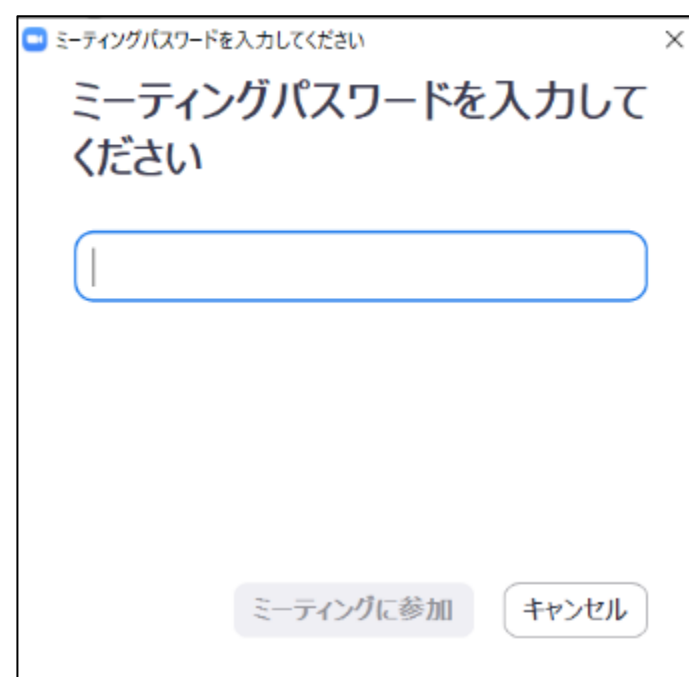 ミーティングパスワードを入力してください
ミーティングパスワードを入力して
ください
ミーティングに参加
キャンセル